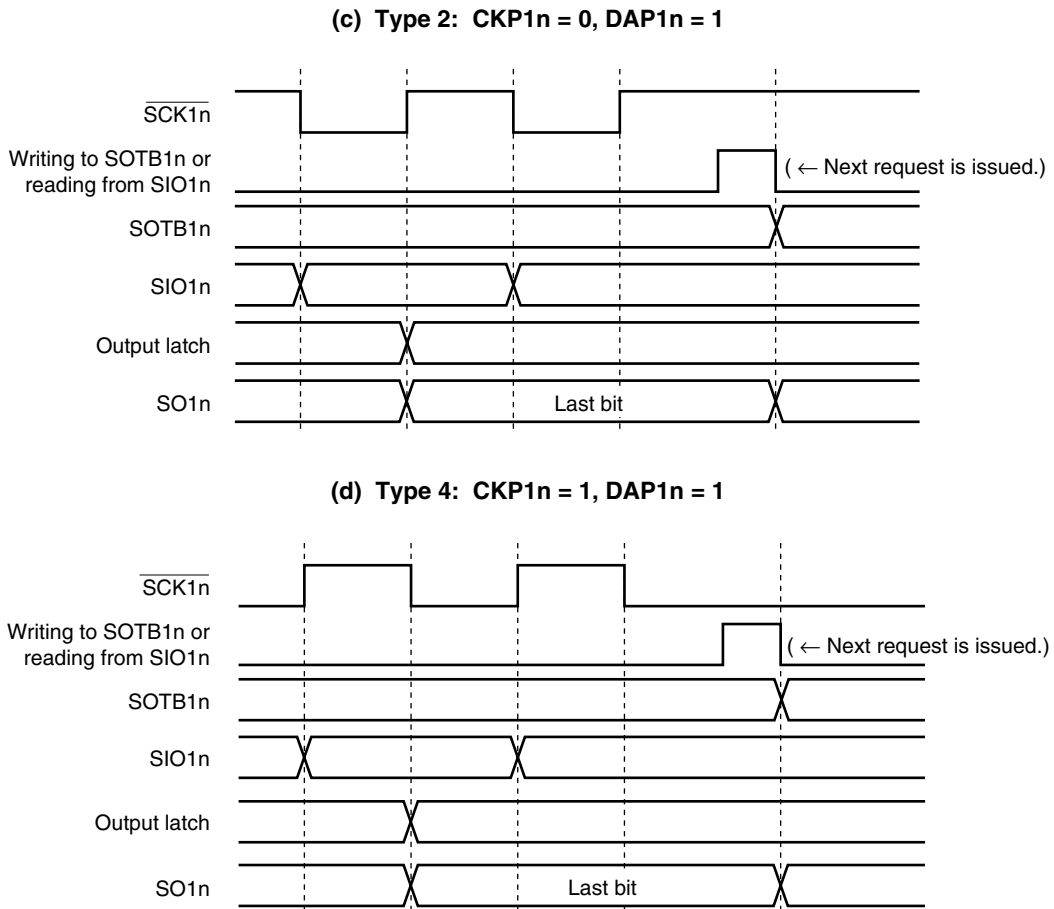 (c) Type 2: CKP1n = 0, DAP1n = 1
SCK1n
Writing to SOTB1n or
reading from SIO1n
( ← Next request is issued.)
SOTB1n
SIO1n
Output latch
SO1n
Last bit
(d) Type 4: CKP1n = 1, DAP1n = 1
SCK1n
Writing to SOTB1n or
reading from SIO1n
( ← Next request is issued.)
SOTB1n
SIO1n
Output latch
SO1n
Last bit